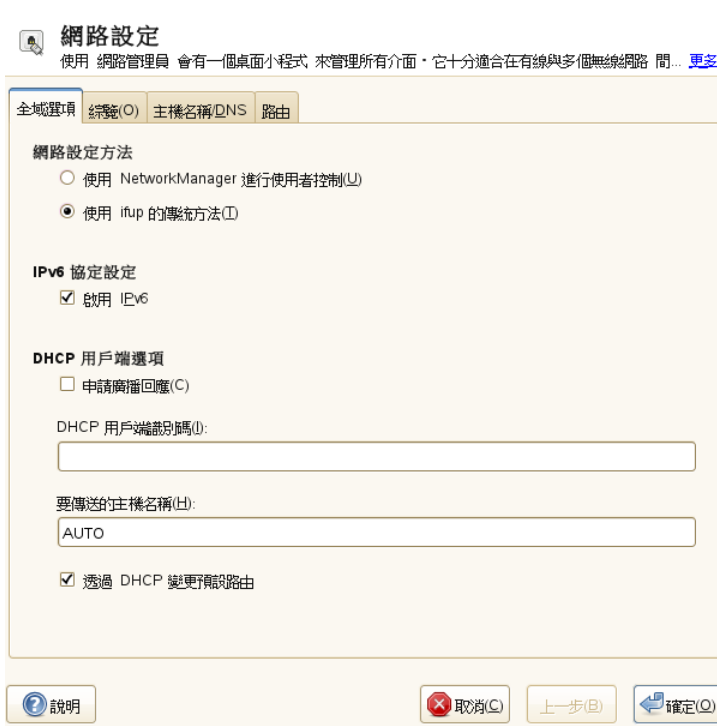 網路設定
使用 網路管理員 會有一個桌面小程式 來管理所有介面。它十分適合在有線與多個無線網路 間... 更多
全域選項 綜覽(O) 主機名稱/DNS 路由
網路設定方法
使用 NetworkManager 進行使用者控制(U)
使用 ifup 的傳統方法(T)
IPv6 協定設定
啟用 IPv6
DHCP 用戶端選項
申請廣播回應(C)
DHCP 用戶端識別碼(I):
要傳送的主機名稱(H):
AUTO
透過 DHCP 變更預設路由
說明 取消(C) 上一步(B) 確定(O)